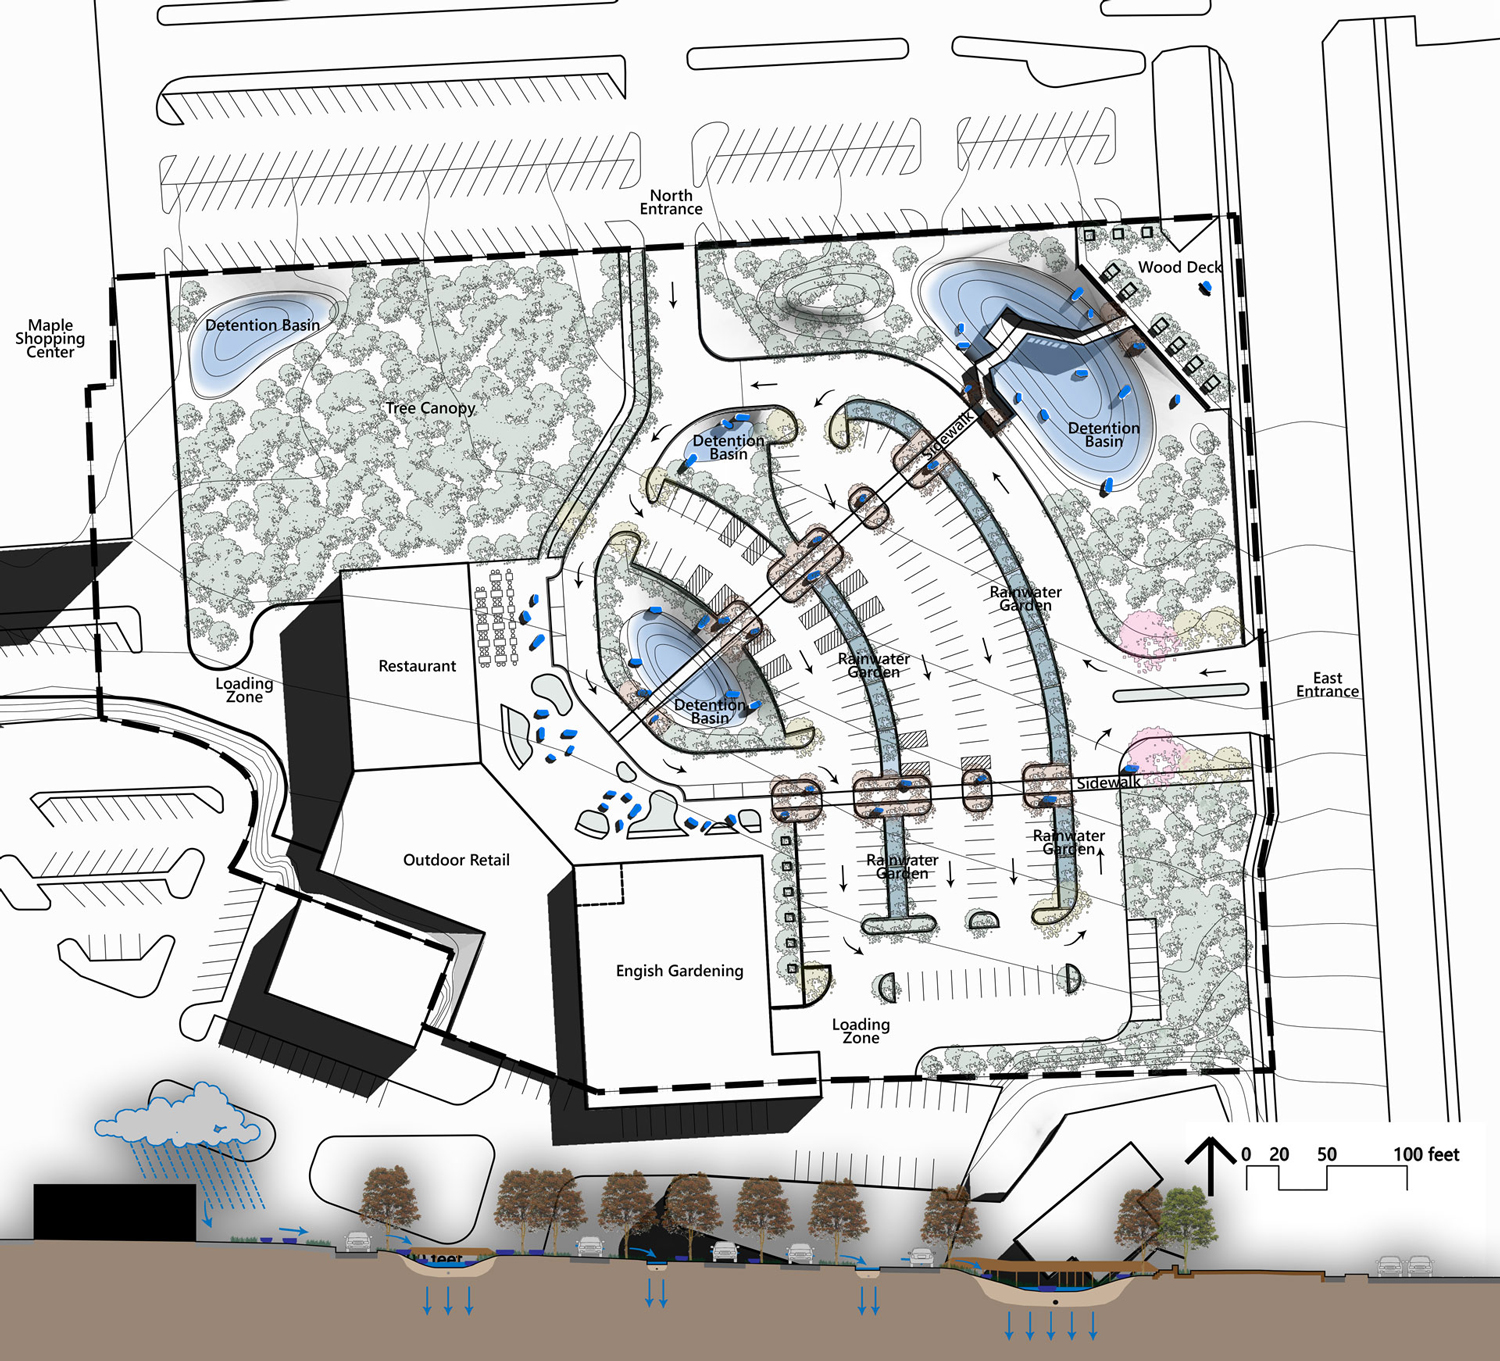 North
Entrance
Wood Deck
Maple
Shopping
Center
Detention Basin
Tree Canopy
Detention
Basin
Sidewalk
Detention
Basin
Rainwater
Garden
Rainwater
Garden
Restaurant
Loading
Zone
East
Entrance
Detention
Basin
Sidewalk
Rainwater
Garden
Rainwater
Garden
Outdoor Retail
Engish Gardening
Loading
Zone
0 20 50 100 feet
feet